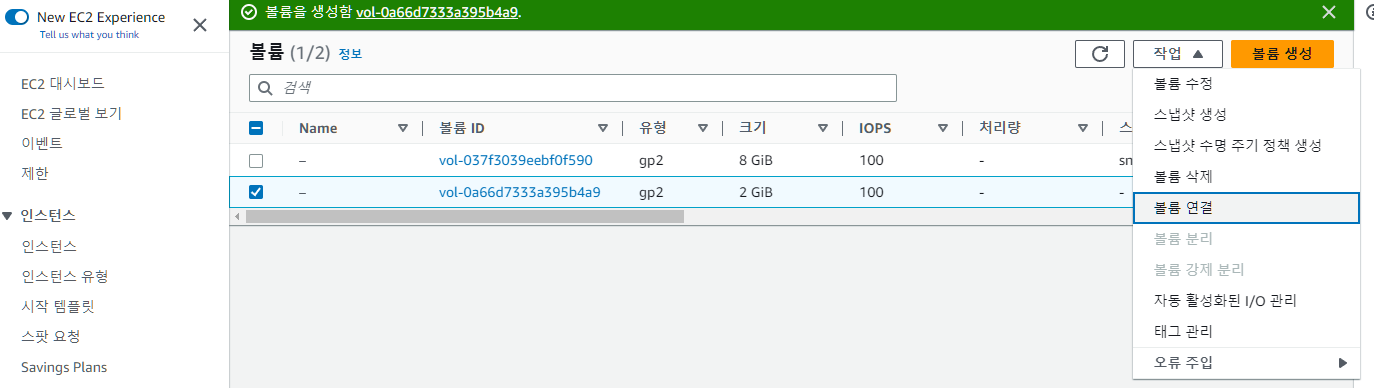 New EC2 Experience
Tell us what you think
EC2 대시보드
EC2 글로벌 보기
이벤트
제한
인스턴스
인스턴스
인스턴스 유형
시작 템플릿
스팟 요청
Savings Plans
볼륨을 생성함 vol-0a66d7333a395b4a9.
볼륨 (1/2) 정보
작업
볼륨 생성
검색
Name 볼륨 ID 유형 크기 IOPS 처리량 스
– vol-037f3039eebf0f590 gp2 8 GiB 100 - sn
– vol-0a66d7333a395b4a9 gp2 2 GiB 100 - -
볼륨 수정
스냅샷 생성
스냅샷 수명 주기 정책 생성
볼륨 삭제
볼륨 연결
볼륨 분리
볼륨 강제 분리
자동 활성화된 I/O 관리
태그 관리
오류 주입